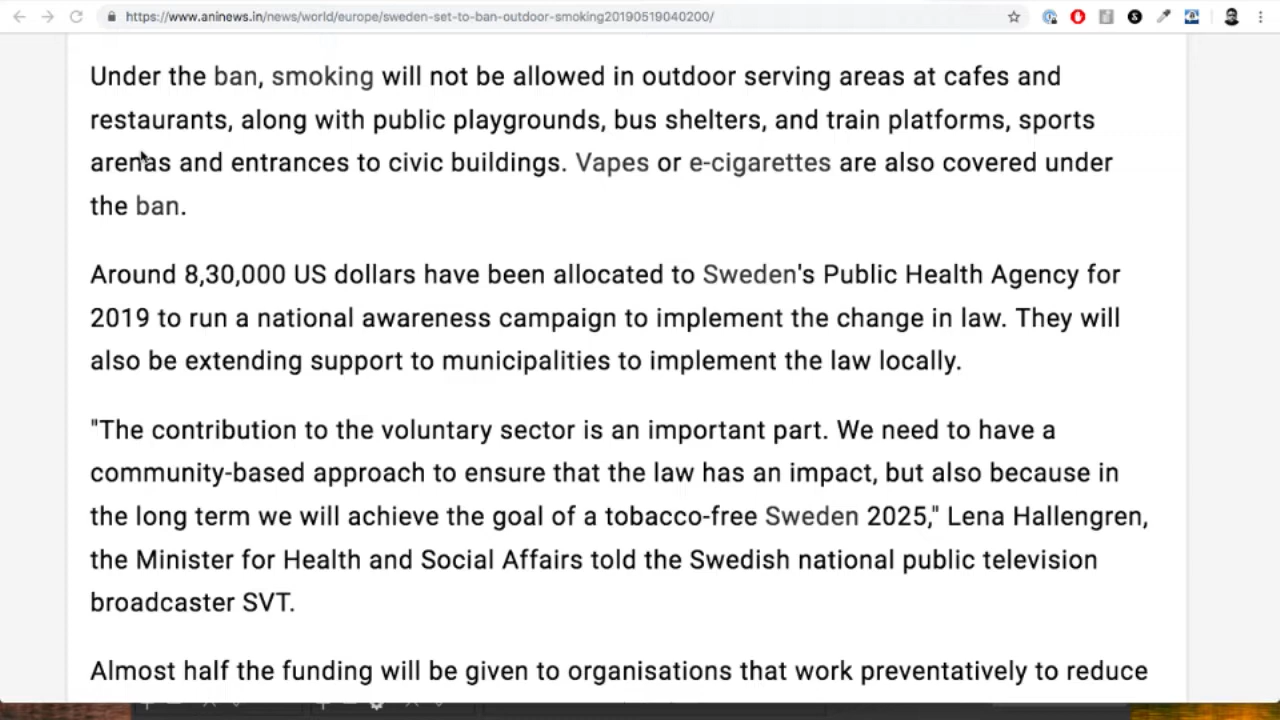 https://www.aninews.in/news/world/europe/sweden-set-to-ban-outdoor-smoking20190519040200/
Under the ban, smoking will not be allowed in outdoor serving areas at cafes and
restaurants, along with public playgrounds, bus shelters, and train platforms, sports
arenas and entrances to civic buildings. Vapes or e-cigarettes are also covered under
the ban.
Around 8,30,000 US dollars have been allocated to Sweden's Public Health Agency for
2019 to run a national awareness campaign to implement the change in law. They will
also be extending support to municipalities to implement the law locally.
"The contribution to the voluntary sector is an important part. We need to have a
community-based approach to ensure that the law has an impact, but also because in
the long term we will achieve the goal of a tobacco-free Sweden 2025," Lena Hallengren,
the Minister for Health and Social Affairs told the Swedish national public television
broadcaster SVT.
Almost half the funding will be given to organisations that work preventatively to reduce